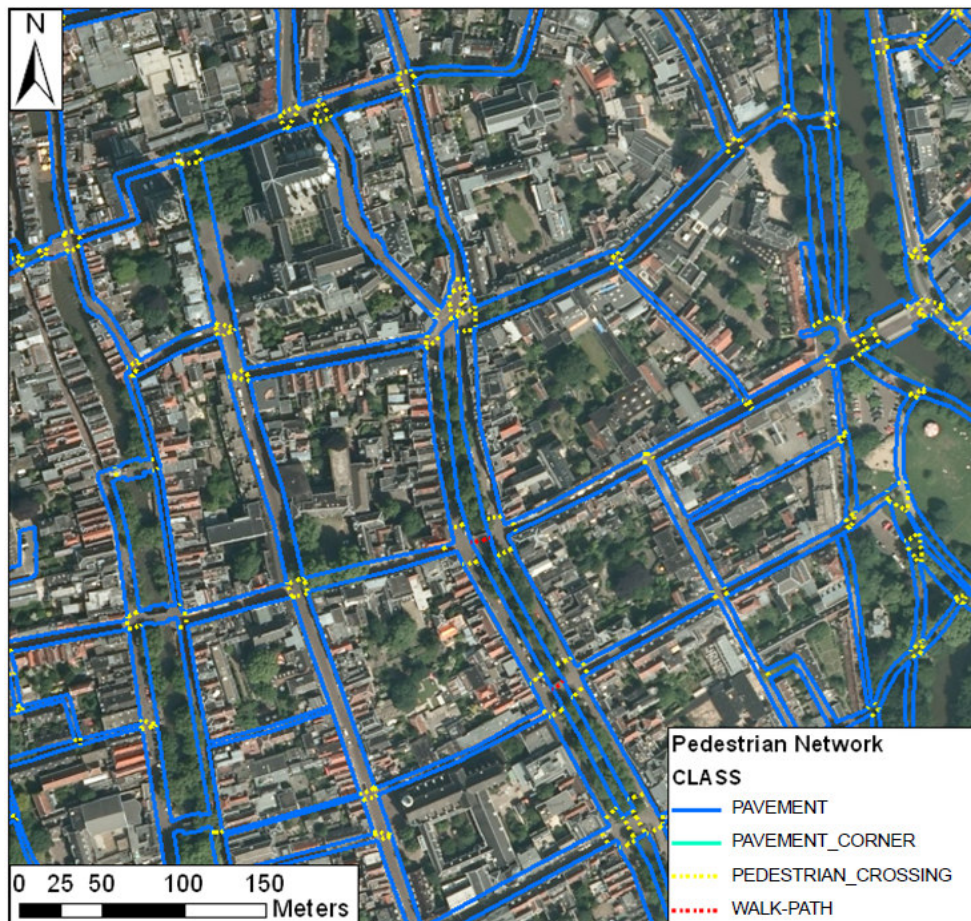 N
Pedestrian Network
CLASS
PAVEMENT
PAVEMENT_CORNER
PEDESTRIAN_CROSSING
WALK-PATH
0 25 50 100 150
Meters